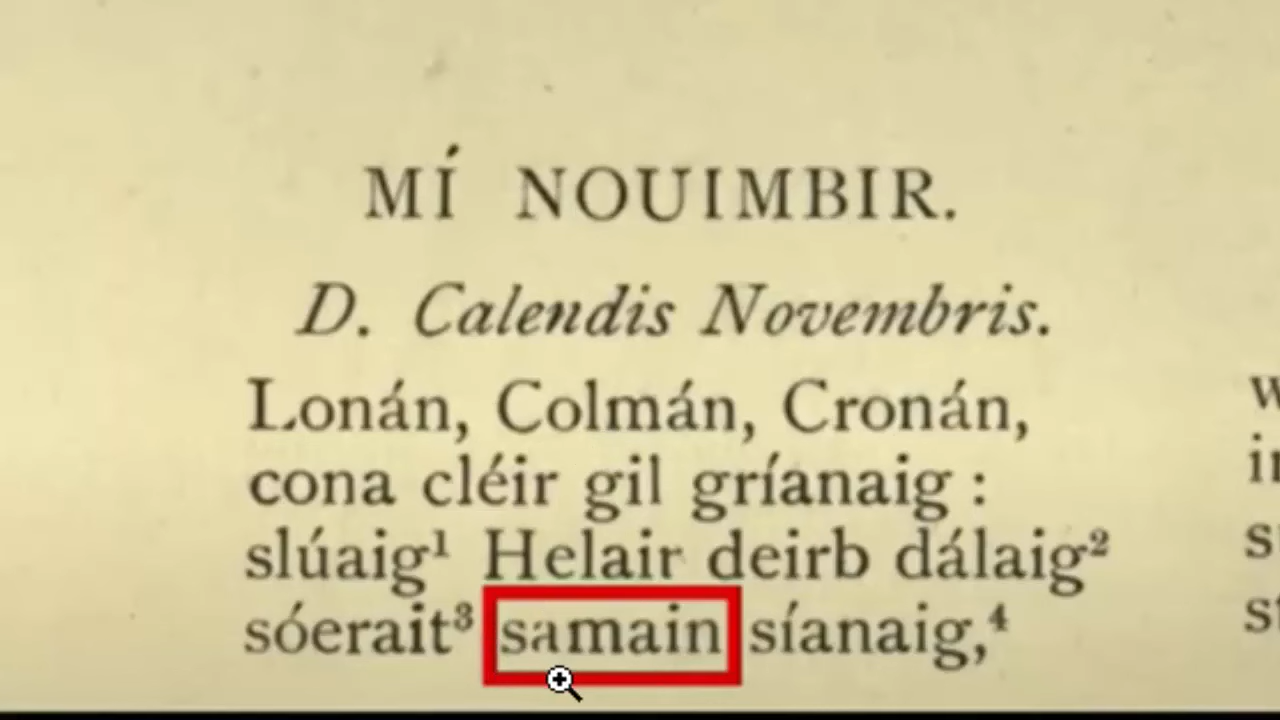 MÍ NOUIMBIR.
D. Calendis Novembris.
Lonán, Colmán, Cronán,
cona cléir gil gríanaig :
slúaig¹ Helair deirb dálaig²
sóerait³ samain síanaig,⁴